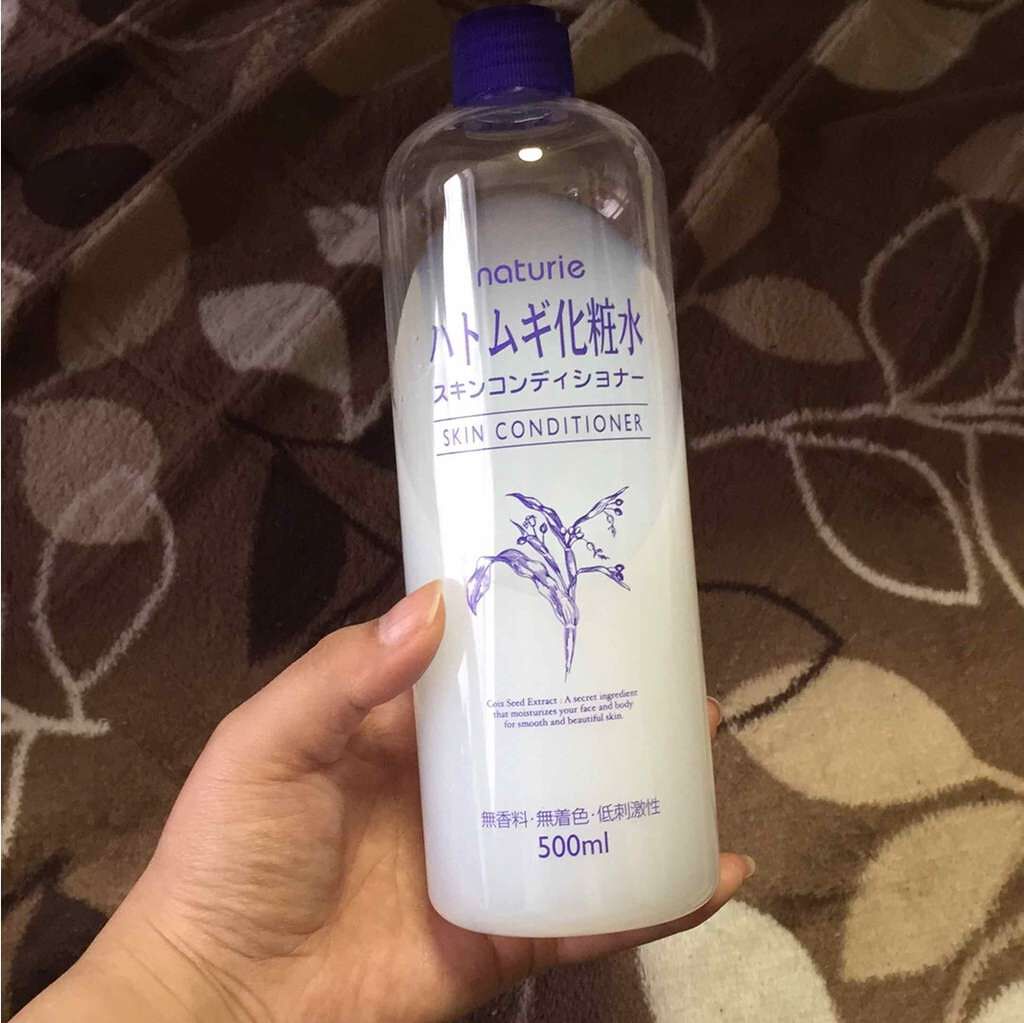 naturie
ハトムギ化粧水
スキンコンディショナー
SKIN CONDITIONER
Coix Seed Extract : A secret ingredient
that moisturizes your face and body
for smooth and beautiful skin.
無香料・無着色・低刺激性
500ml